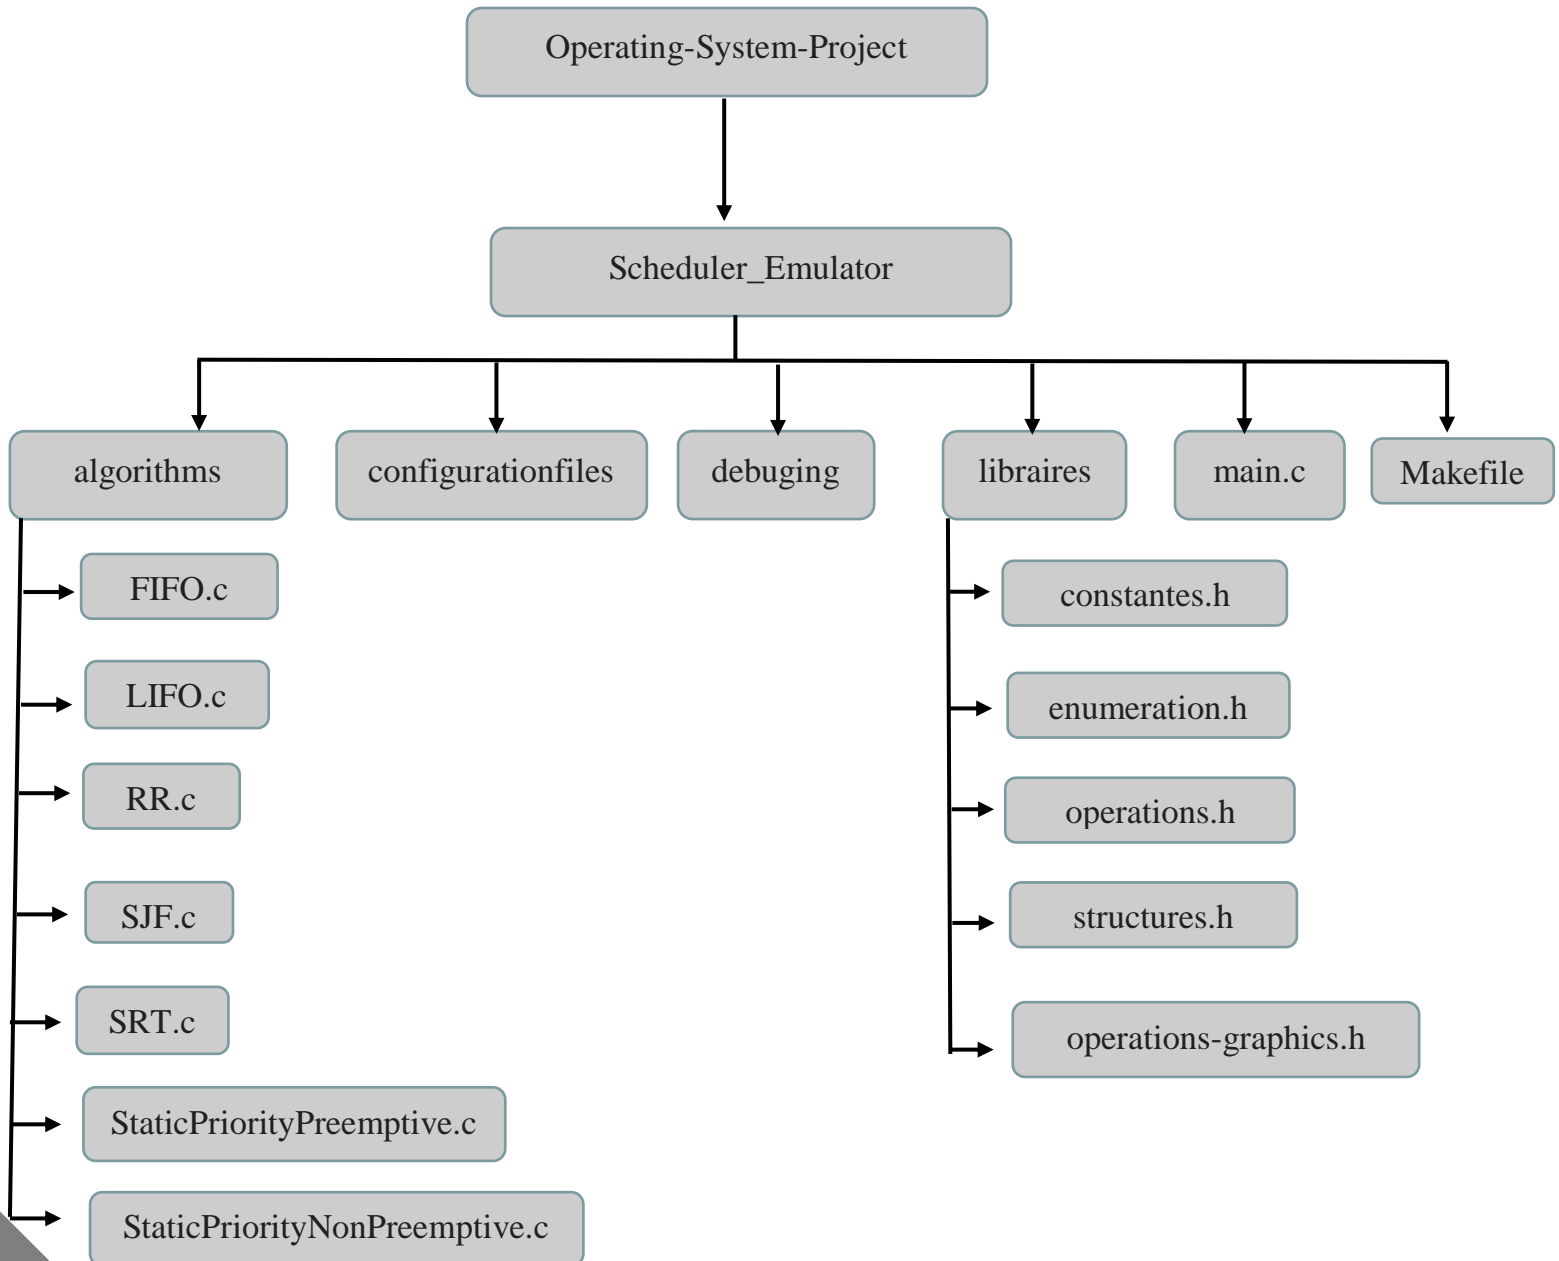 Operating-System-Project
Scheduler_Emulator
algorithms
configurationfiles
debuging
libraires
main.c
Makefile
FIFO.c
LIFO.c
RR.c
SJF.c
SRT.c
StaticPriorityPreemptive.c
StaticPriorityNonPreemptive.c
constantes.h
enumeration.h
operations.h
structures.h
operations-graphics.h